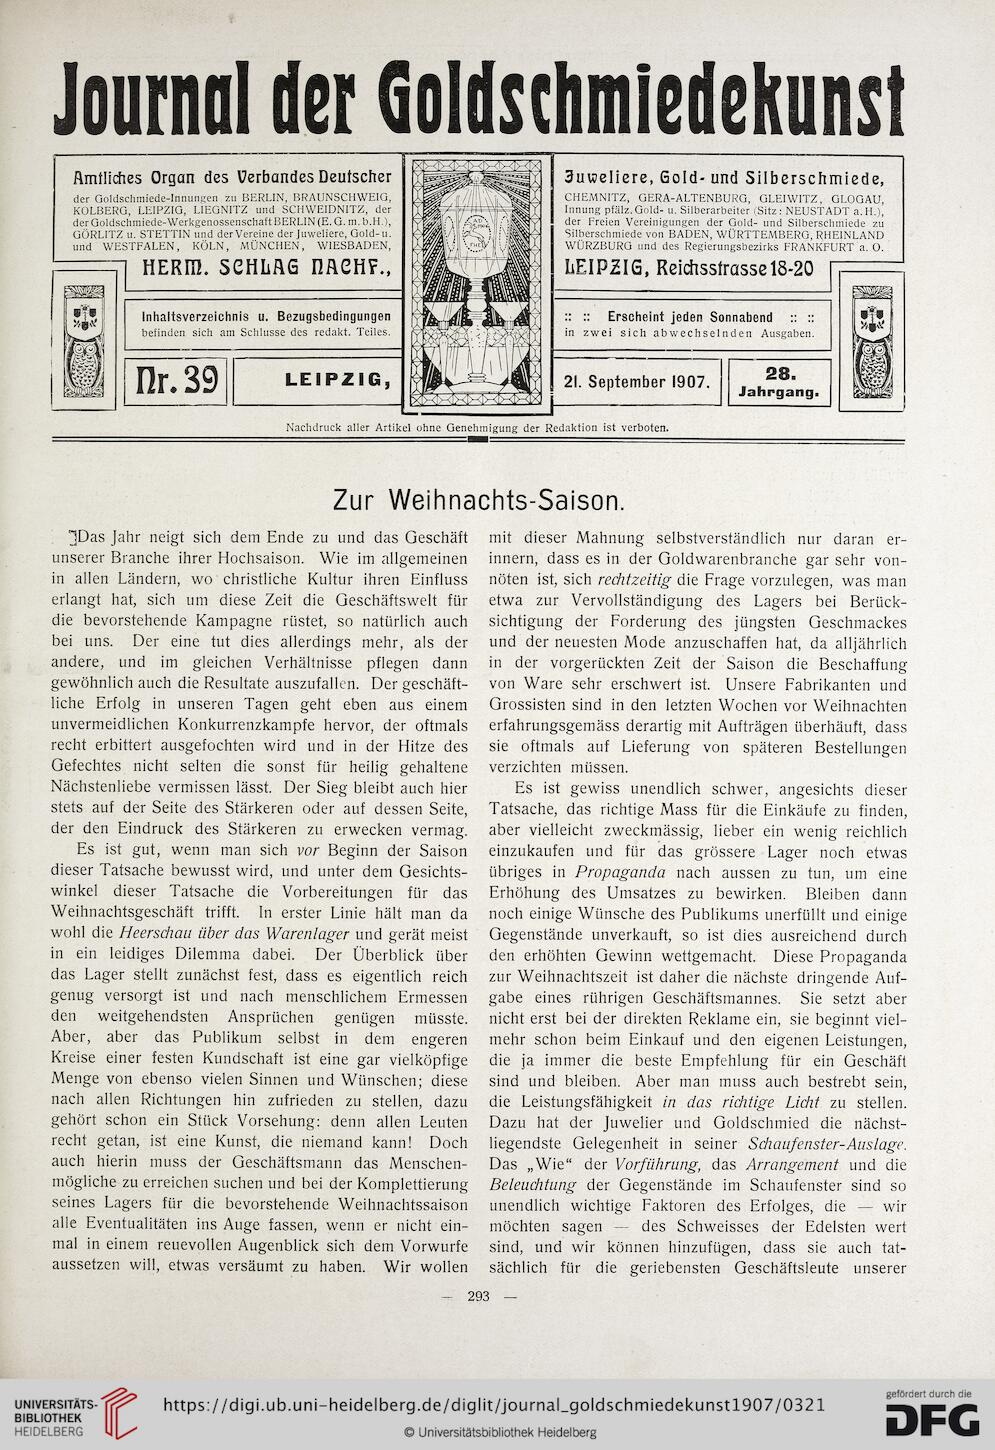 Journal der Goldschmiedekunst
Amtliches Organ des Verbandes Deutscher
der Goldschmiede-Innungen zu BERLIN, BRAUNSCHWEIG,
KOLBERG, LEIPZIG, LIEGNITZ und SCHWEIDNITZ, der
der Goldschmiede-Werkgenossenschaft BERLIN (E. G. m. b. H.),
GÖRLITZ u. STETTIN und der Vereine der Juweliere, Gold- u.
und WESTFALEN, KÖLN, MÜNCHEN, WIESBADEN,
HERM. SCHLAG NACHF.,
Inhaltsverzeichnis u. Bezugsbedingungen
befinden sich am Schlusse des redakt. Teiles.
Nr. 39
LEIPZIG,
Juweliere, Gold- und Silberschmiede,
CHEMNITZ, GERA-ALTENBURG, GLEIWITZ, GLOGAU,
Innung pfälz. Gold- u. Silberarbeiter (Sitz: NEUSTADT a. H.),
der Freien Vereinigungen der Gold- und Silberschmiede zu
Silberschmiede von BADEN, WÜRTTEMBERG, RHEINLAND
WÜRZBURG und des Regierungsbezirks FRANKFURT a. O.
LEIPZIG, Reichsstrasse 18-20
:: :: Erscheint jeden Sonnabend :: ::
in zwei sich abwechselnden Ausgaben.
21. September 1907.
28.
Jahrgang.
Nachdruck aller Artikel ohne Genehmigung der Redaktion ist verboten.
Zur Weihnachts-Saison.
Das Jahr neigt sich dem Ende zu und das Geschäft
unserer Branche ihrer Hochsaison. Wie im allgemeinen
in allen Ländern, wo christliche Kultur ihren Einfluss
erlangt hat, sich um diese Zeit die Geschäftswelt für
die bevorstehende Kampagne rüstet, so natürlich auch
bei uns. Der eine tut dies allerdings mehr, als der
andere, und im gleichen Verhältnisse pflegen dann
gewöhnlich auch die Resultate auszufallen. Der geschäft-
liche Erfolg in unseren Tagen geht eben aus einem
unvermeidlichen Konkurrenzkampfe hervor, der oftmals
recht erbittert ausgefochten wird und in der Hitze des
Gefechtes nicht selten die sonst für heilig gehaltene
Nächstenliebe vermissen lässt. Der Sieg bleibt auch hier
stets auf der Seite des Stärkeren oder auf dessen Seite,
der den Eindruck des Stärkeren zu erwecken vermag.
Es ist gut, wenn man sich vor Beginn der Saison
dieser Tatsache bewusst wird, und unter dem Gesichts-
winkel dieser Tatsache die Vorbereitungen für das
Weihnachtsgeschäft trifft. In erster Linie hält man da
wohl die Heerschau über das Warenlager und gerät meist
in ein leidiges Dilemma dabei. Der Überblick über
das Lager stellt zunächst fest, dass es eigentlich reich
genug versorgt ist und nach menschlichem Ermessen
den weitgehendsten Ansprüchen genügen müsste.
Aber, aber das Publikum selbst in dem engeren
Kreise einer festen Kundschaft ist eine gar vielköpfige
Menge von ebenso vielen Sinnen und Wünschen; diese
nach allen Richtungen hin zufrieden zu stellen, dazu
gehört schon ein Stück Vorsehung: denn allen Leuten
recht getan, ist eine Kunst, die niemand kann! Doch
auch hierin muss der Geschäftsmann das Menschen-
mögliche zu erreichen suchen und bei der Komplettierung
seines Lagers für die bevorstehende Weihnachtssaison
alle Eventualitäten ins Auge fassen, wenn er nicht ein-
mal in einem reuevollen Augenblick sich dem Vorwurfe
aussetzen will, etwas versäumt zu haben. Wir wollen
mit dieser Mahnung selbstverständlich nur daran er-
innern, dass es in der Goldwarenbranche gar sehr von-
nöten ist, sich rechtzeitig die Frage vorzulegen, was man
etwa zur Vervollständigung des Lagers bei Berück-
sichtigung der Forderung des jüngsten Geschmackes
und der neuesten Mode anzuschaffen hat, da alljährlich
in der vorgerückten Zeit der Saison die Beschaffung
von Ware sehr erschwert ist. Unsere Fabrikanten und
Grossisten sind in den letzten Wochen vor Weihnachten
erfahrungsgemäss derartig mit Aufträgen überhäuft, dass
sie oftmals auf Lieferung von späteren Bestellungen
verzichten müssen.
Es ist gewiss unendlich schwer, angesichts dieser
Tatsache, das richtige Mass für die Einkäufe zu finden,
aber vielleicht zweckmässig, lieber ein wenig reichlich
einzukaufen und für das grössere Lager noch etwas
übriges in Propaganda nach aussen zu tun, um eine
Erhöhung des Umsatzes zu bewirken. Bleiben dann
noch einige Wünsche des Publikums unerfüllt und einige
Gegenstände unverkauft, so ist dies ausreichend durch
den erhöhten Gewinn wettgemacht. Diese Propaganda
zur Weihnachtszeit ist daher die nächste dringende Auf-
gabe eines rührigen Geschäftsmannes. Sie setzt aber
nicht erst bei der direkten Reklame ein, sie beginnt viel-
mehr schon beim Einkauf und den eigenen Leistungen,
die ja immer die beste Empfehlung für ein Geschäft
sind und bleiben. Aber man muss auch bestrebt sein,
die Leistungsfähigkeit in das richtige Licht zu stellen.
Dazu hat der Juwelier und Goldschmied die nächst-
liegendste Gelegenheit in seiner Schaufenster-Auslage.
Das „Wie“ der Vorführung, das Arrangement und die
Beleuchtung der Gegenstände im Schaufenster sind so
unendlich wichtige Faktoren des Erfolges, die — wir
möchten sagen — des Schweisses der Edelsten wert
sind, und wir können hinzufügen, dass sie auch tat-
sächlich für die geriebensten Geschäftsleute unserer
— 293 —
UNIVERSITÄTS-
BIBLIOTHEK
HEIDELBERG
https://digi.ub.uni-heidelberg.de/diglit/journal_goldschmiedekunst1907/0321
© Universitätsbibliothek Heidelberg
gefördert durch die
DFG